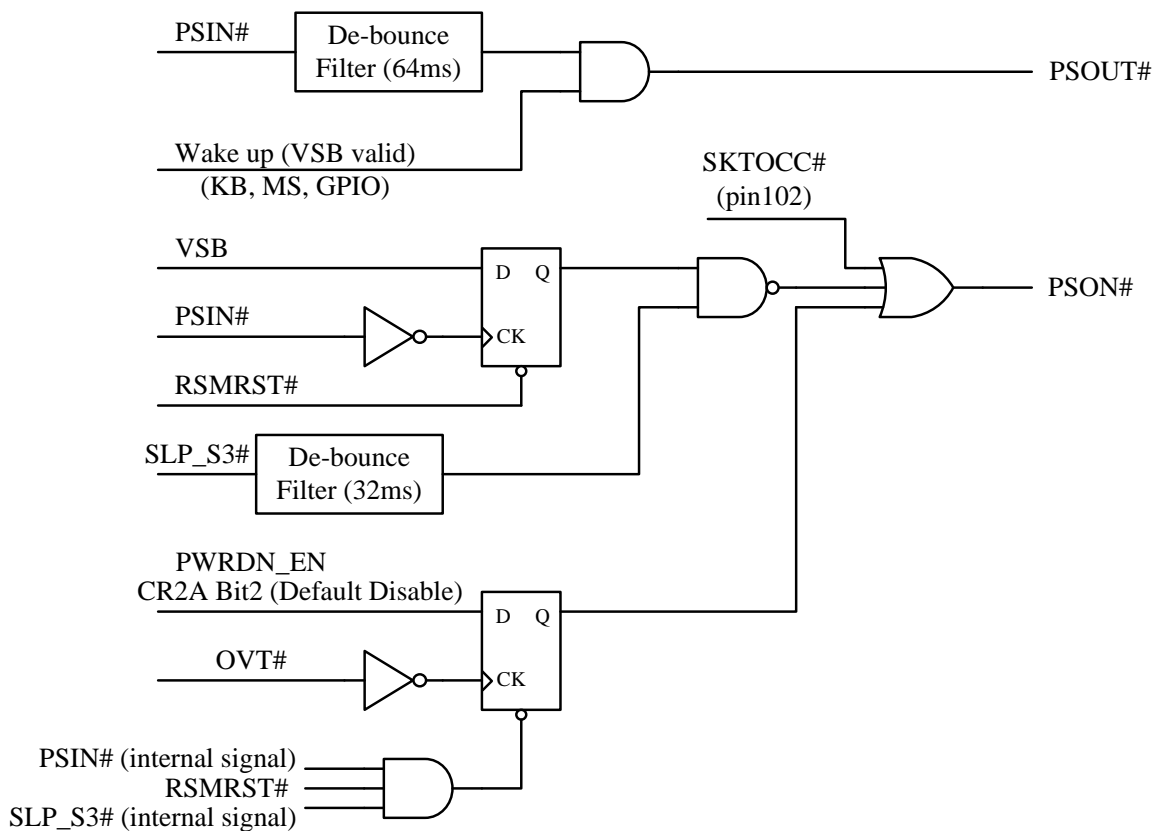 PSIN#
De-bounce
Filter (64ms)
PSOUT#
Wake up (VSB valid)
(KB, MS, GPIO)
SKTOCC#
(pin102)
VSB
D Q
PSON#
PSIN#
CK
RSMRST#
SLP_S3#
De-bounce
Filter (32ms)
PWRDN_EN
CR2A Bit2 (Default Disable)
D Q
OVT#
CK
PSIN# (internal signal)
RSMRST#
SLP_S3# (internal signal)